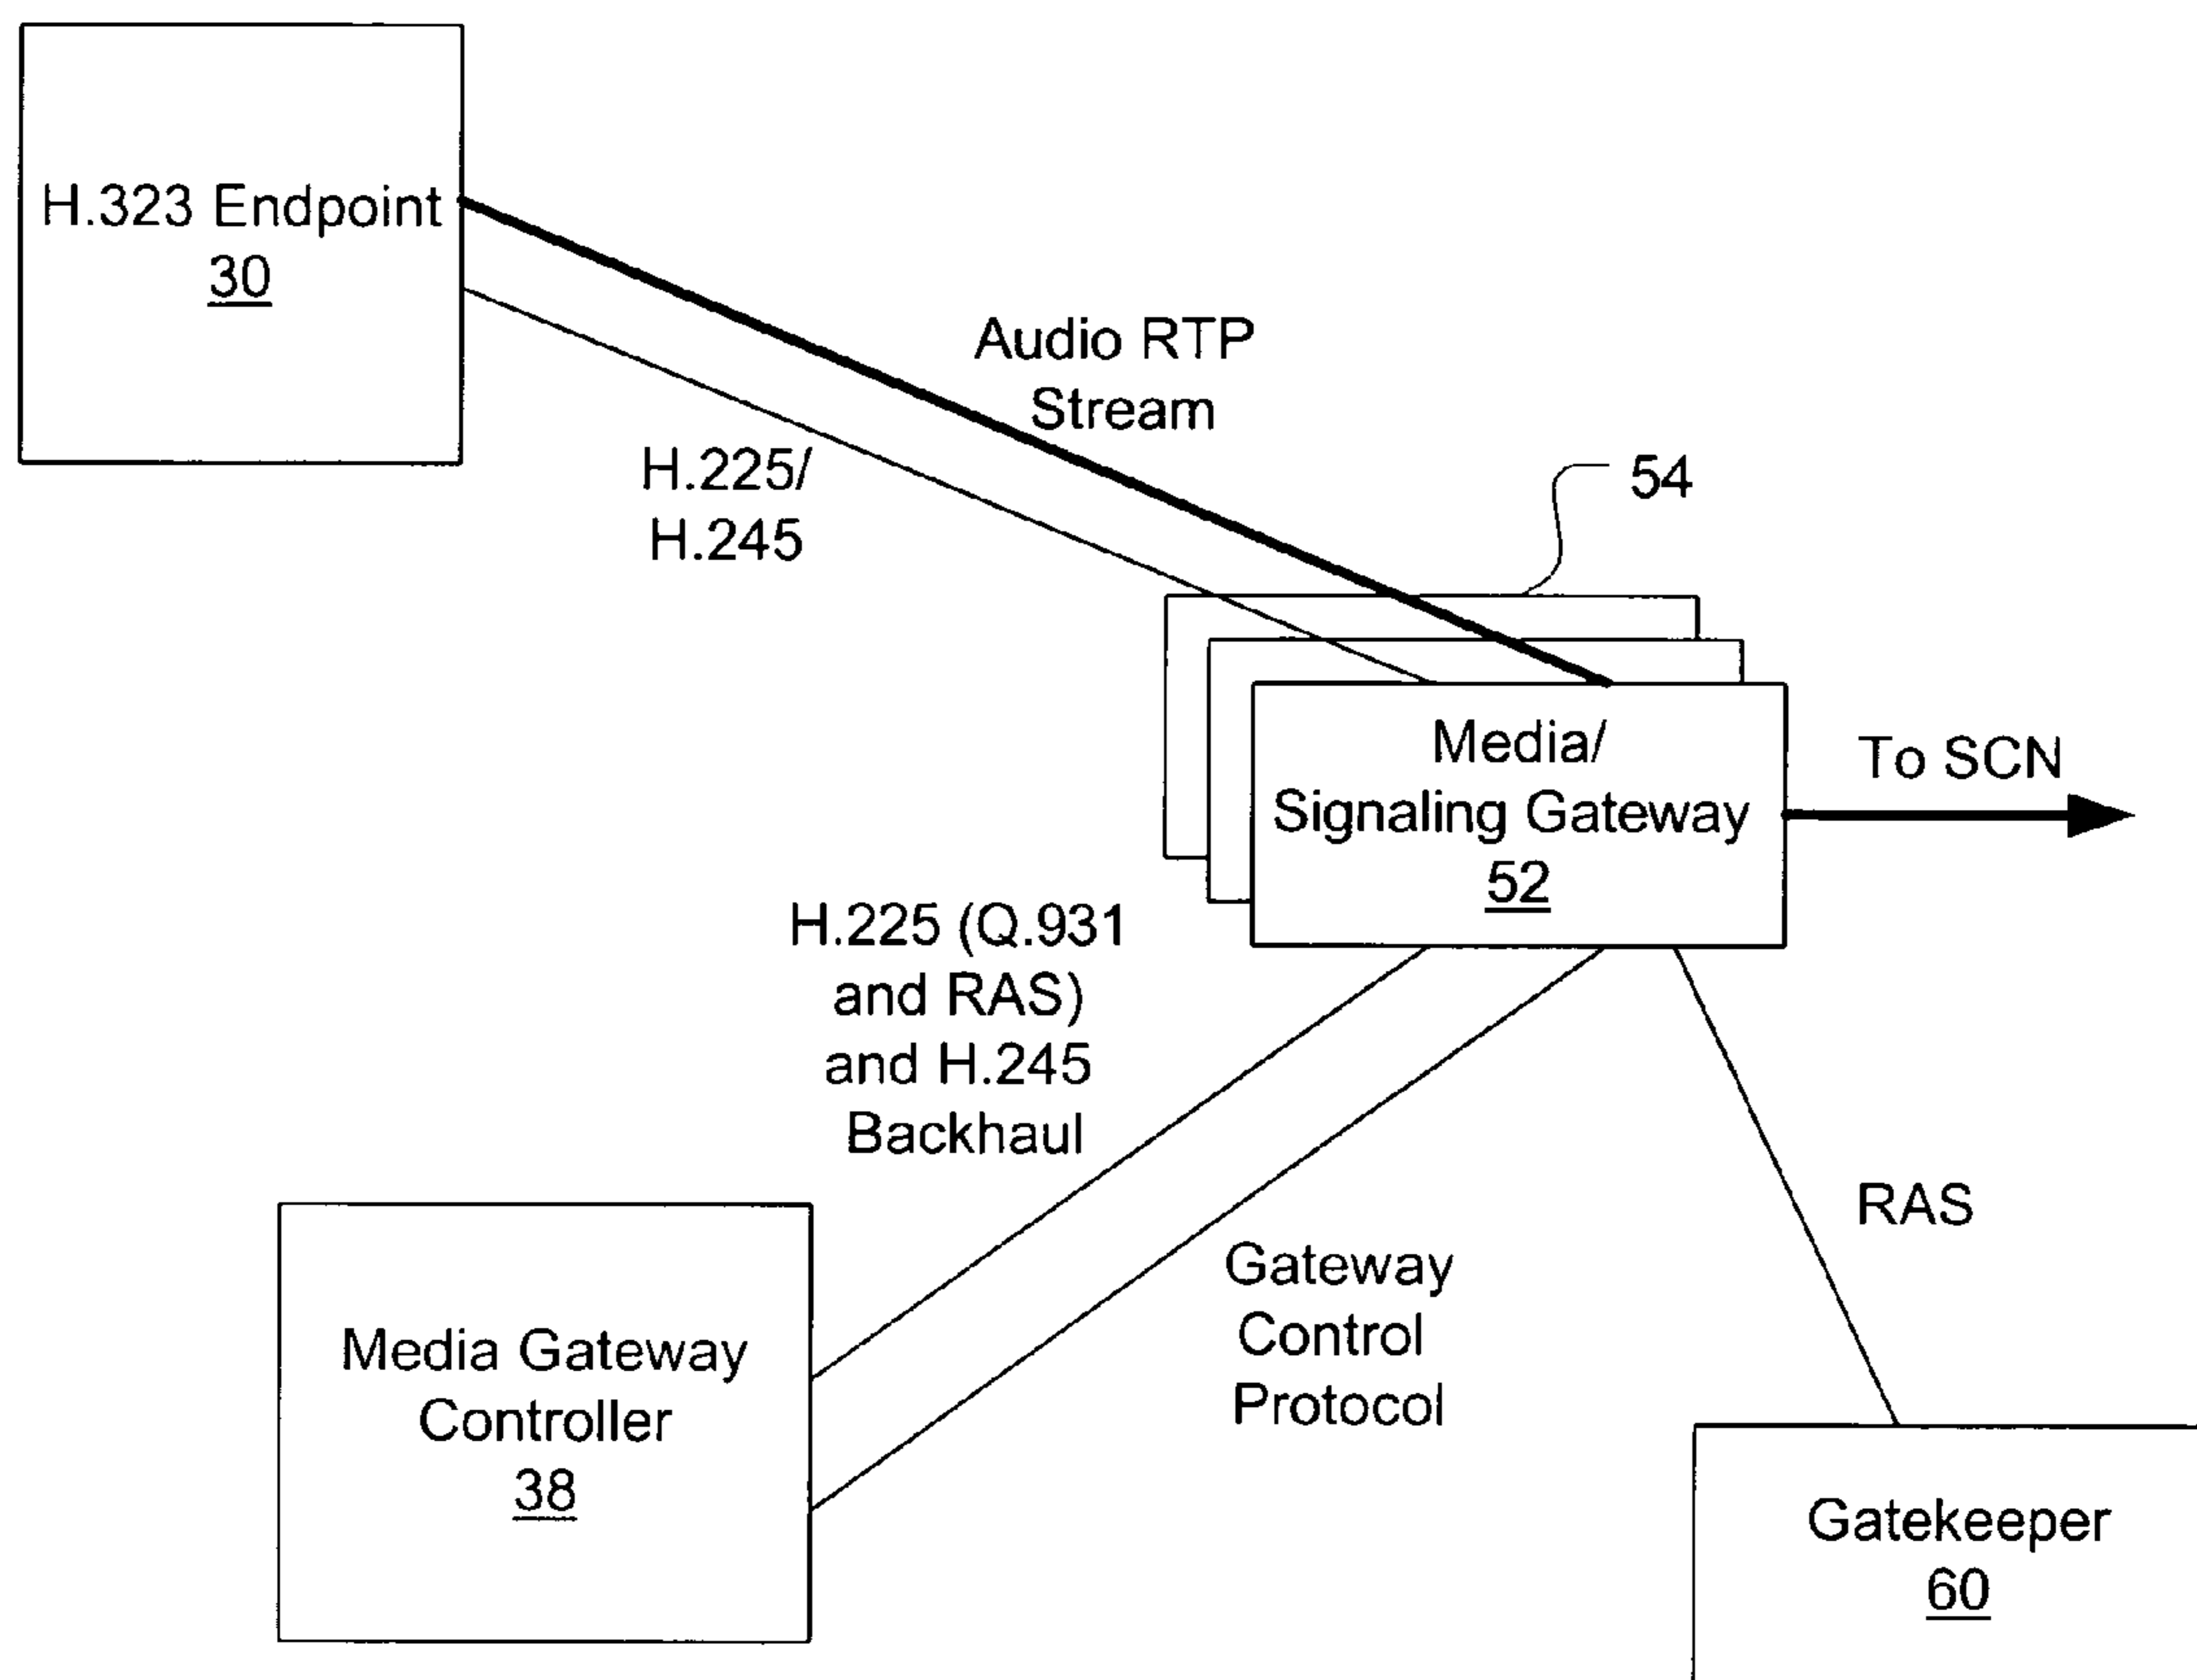 H.323 Endpoint
30
Audio RTP
Stream
H.225/
H.245
54
Media/
Signaling Gateway
52
To SCN
H.225 (Q.931
and RAS)
and H.245
Backhaul
RAS
Gateway
Control
Protocol
Media Gateway
Controller
38
Gatekeeper
60